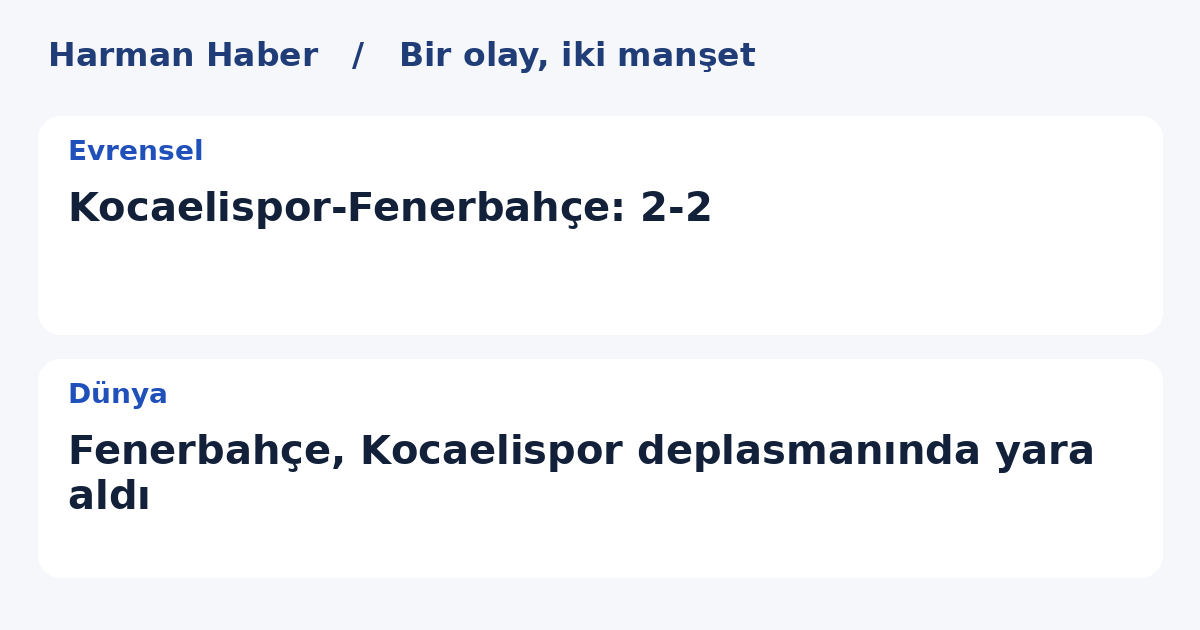 Harman Haber / Bir olay, iki manşet
Evrensel
Kocaelispor-Fenerbahçe: 2-2
Dünya
Fenerbahçe, Kocaelispor deplasmanında yara
aldı